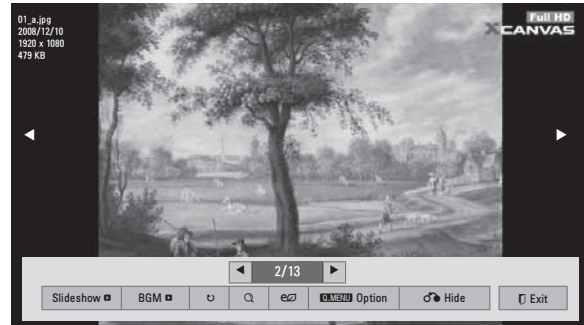 01_a.jpg
2008/12/10
1920 x 1080
479 KB
Full HD
XCANVAS
2/13
Slideshow
BGM
Q.MENU Option
Hide
Exit